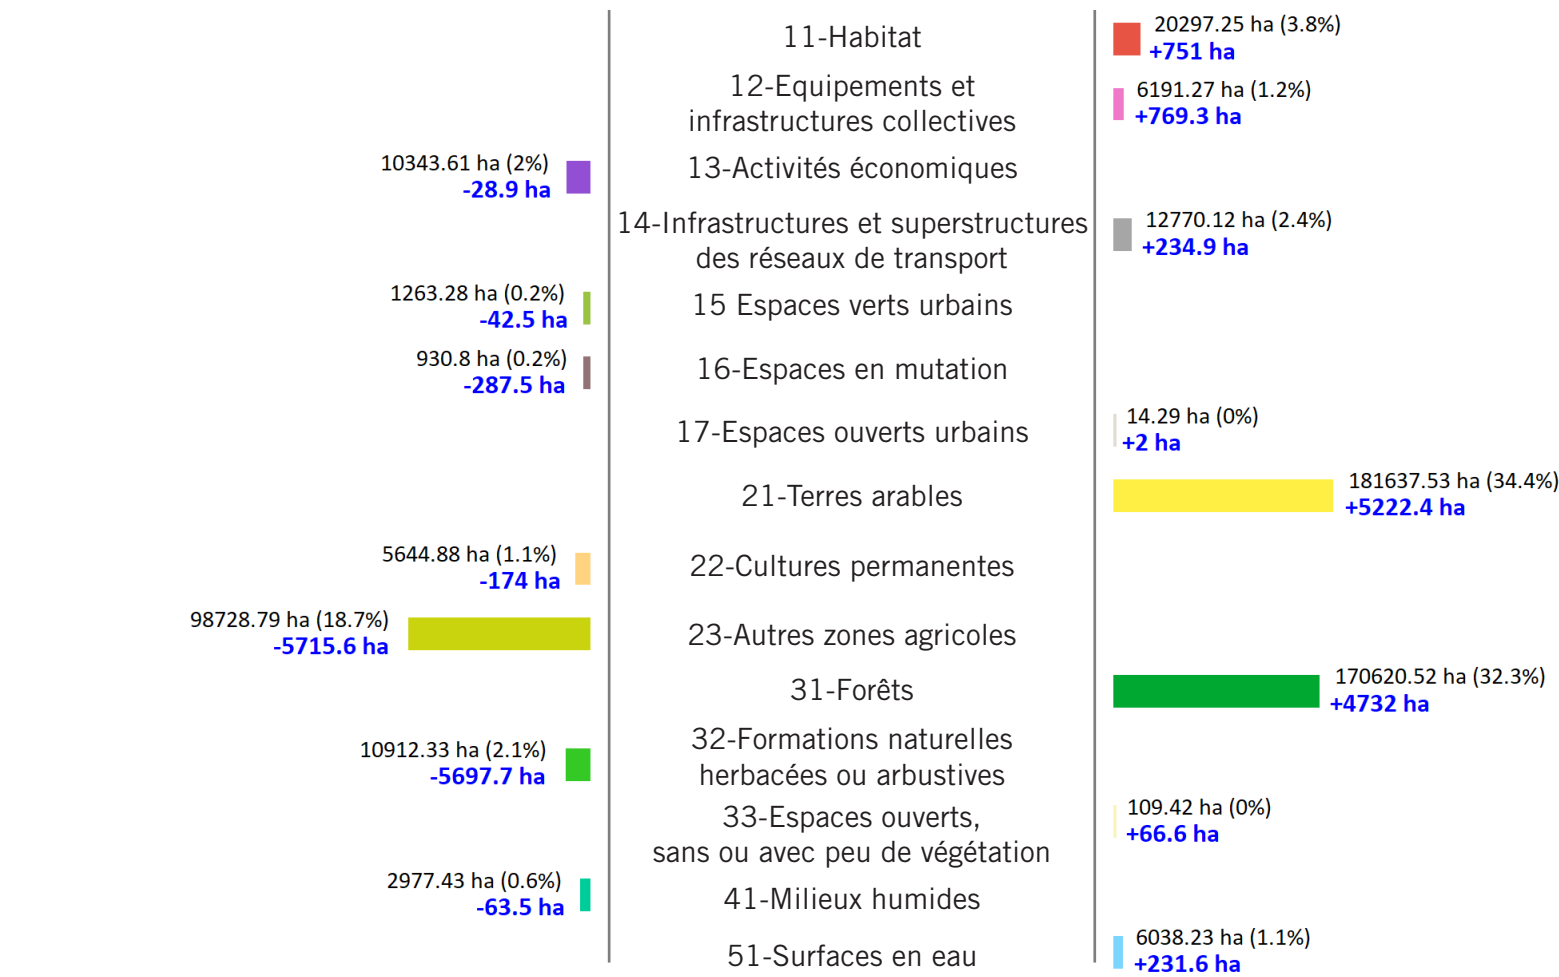 11-Habitat
20297.25 ha (3.8%)
+751 ha
12-Equipements et
infrastructures collectives
6191.27 ha (1.2%)
+769.3 ha
10343.61 ha (2%)
-28.9 ha
13-Activités économiques
14-Infrastructures et superstructures
des réseaux de transport
12770.12 ha (2.4%)
+234.9 ha
1263.28 ha (0.2%)
-42.5 ha
15 Espaces verts urbains
930.8 ha (0.2%)
-287.5 ha
16-Espaces en mutation
17-Espaces ouverts urbains
14.29 ha (0%)
+2 ha
21-Terres arables
181637.53 ha (34.4%)
+5222.4 ha
5644.88 ha (1.1%)
-174 ha
22-Cultures permanentes
98728.79 ha (18.7%)
-5715.6 ha
23-Autres zones agricoles
31-Forêts
170620.52 ha (32.3%)
+4732 ha
10912.33 ha (2.1%)
-5697.7 ha
32-Formations naturelles
herbacées ou arbustives
33-Espaces ouverts,
sans ou avec peu de végétation
109.42 ha (0%)
+66.6 ha
2977.43 ha (0.6%)
-63.5 ha
41-Milieux humides
51-Surfaces en eau
6038.23 ha (1.1%)
+231.6 ha